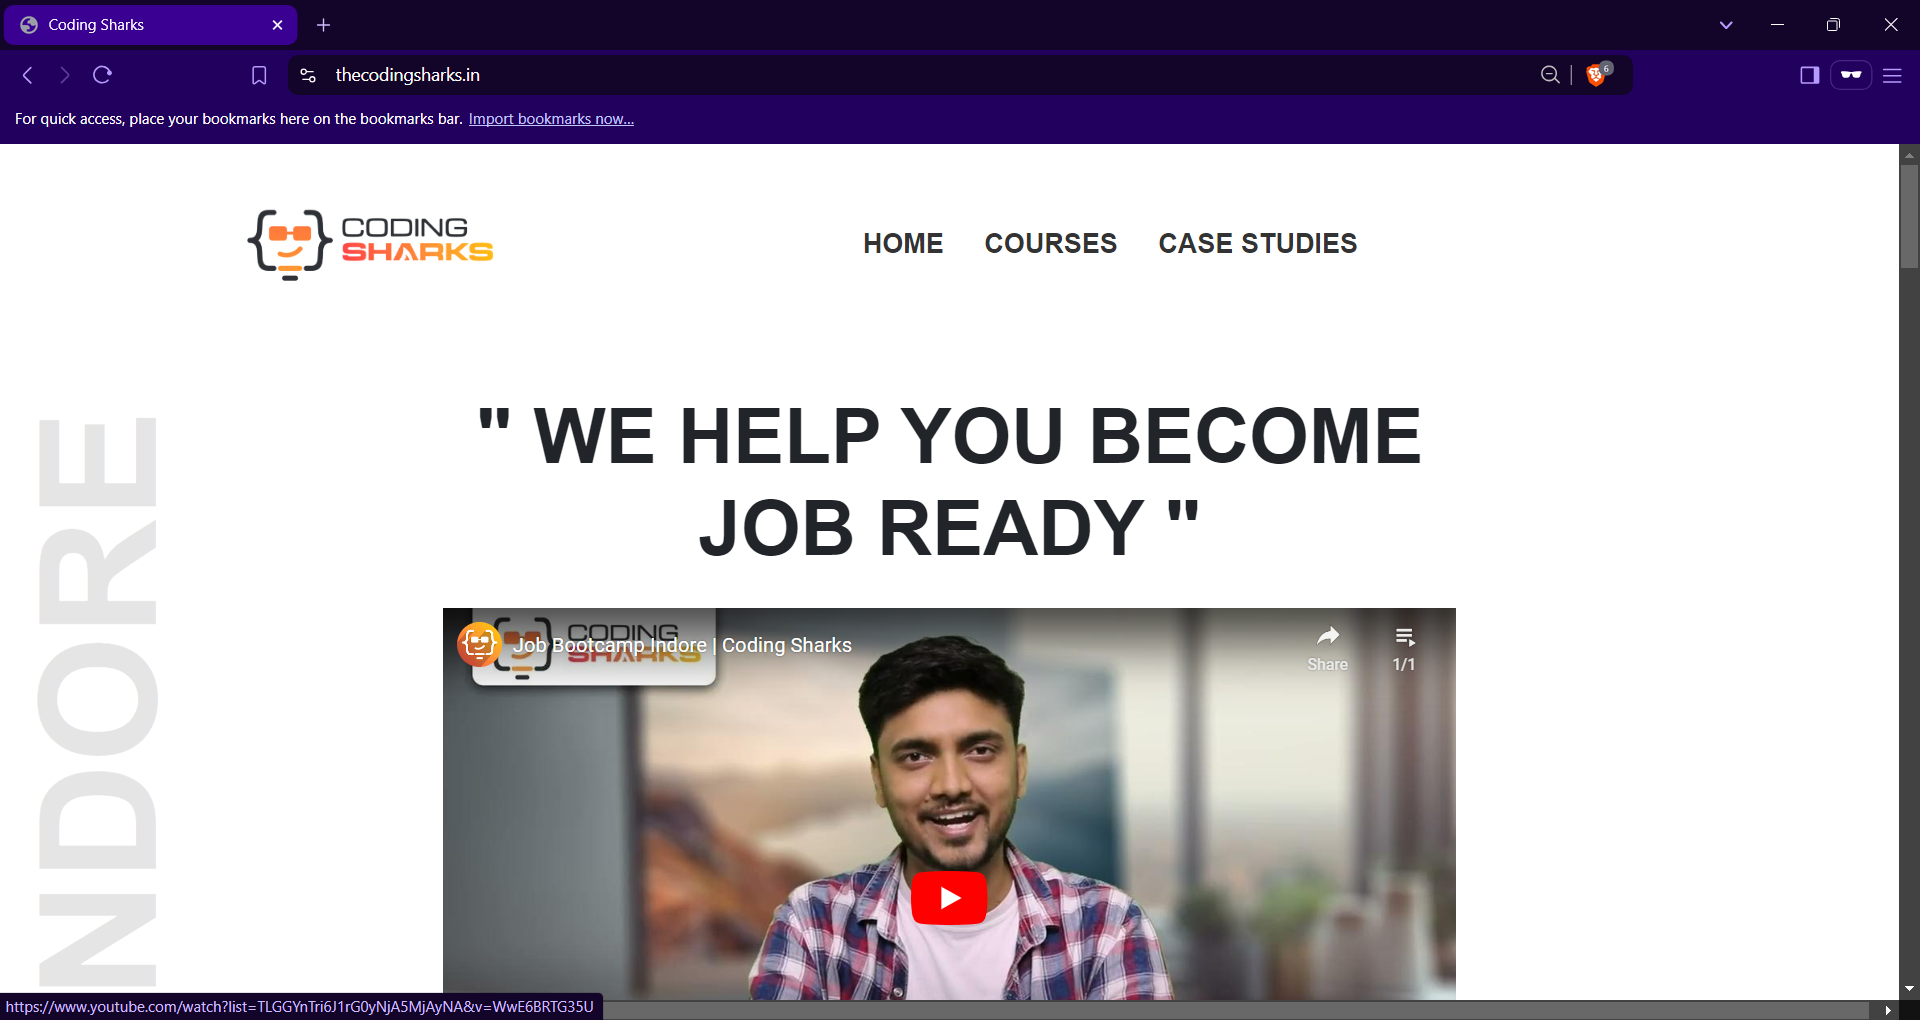 Coding Sharks
thecodingsharks.in
6
For quick access, place your bookmarks here on the bookmarks bar. Import bookmarks now...
CODING
SHARKS
HOME COURSES CASE STUDIES
" WE HELP YOU BECOME
JOB READY "
NDORE
CODING
SHARKS
Job Bootcamp Indore | Coding Sharks
Share 1/1
https://www.youtube.com/watch?list=TLGGYnTri6J1rG0yNjA5MjAyNA&v=WwE6BRTG35U